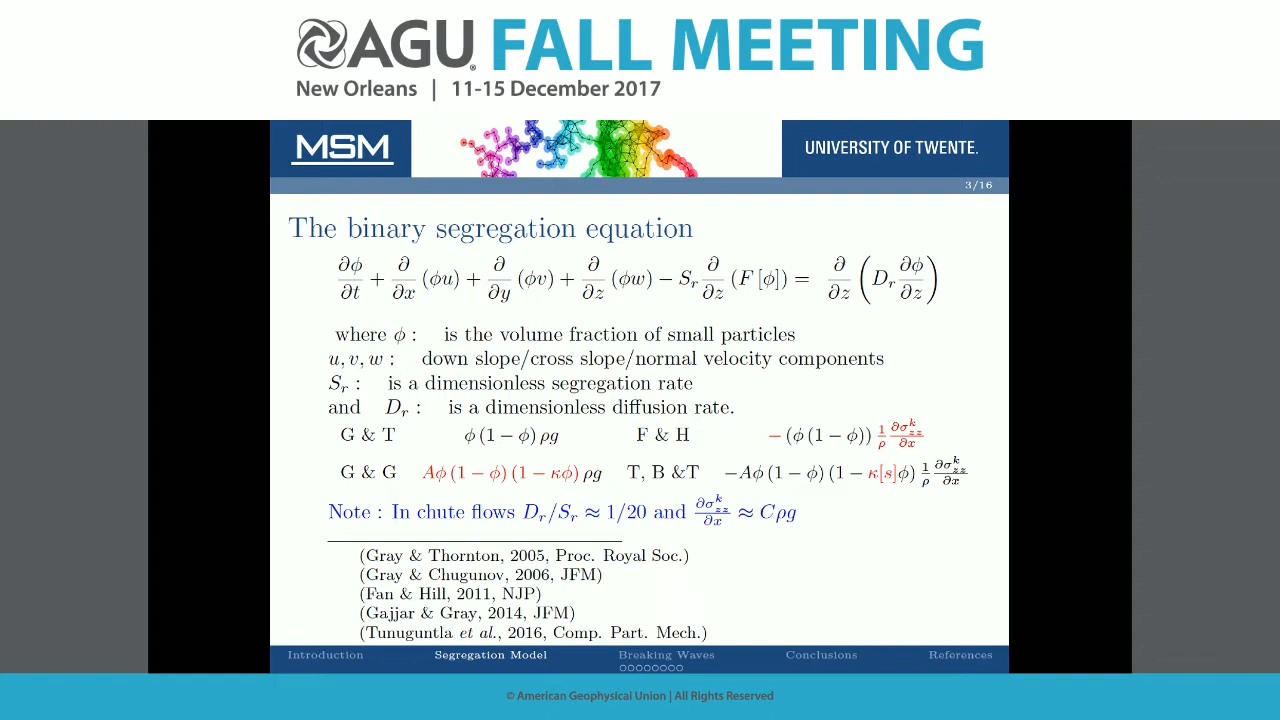 AGU FALL MEETING
New Orleans | 11-15 December 2017
MSM
UNIVERSITY OF TWENTE.
3/16
The binary segregation equation
∂ϕ/∂t + ∂/∂x (ϕu) + ∂/∂y (ϕv) + ∂/∂z (ϕw) − S_r ∂/∂z (F [ϕ]) = ∂/∂z (D_r ∂ϕ/∂z)
where ϕ : is the volume fraction of small particles
u, v, w : down slope/cross slope/normal velocity components
S_r : is a dimensionless segregation rate
and D_r : is a dimensionless diffusion rate.
G & T ϕ (1 − ϕ) ρg F & H − (ϕ (1 − ϕ)) 1/ρ ∂σ^k_zz/∂x
G & G Aϕ (1 − ϕ) (1 − κϕ) ρg T, B &T −Aϕ (1 − ϕ) (1 − κ[s]ϕ) 1/ρ ∂σ^k_zz/∂x
Note : In chute flows D_r/S_r ≈ 1/20 and ∂σ^k_zz/∂x ≈ Cρg
(Gray & Thornton, 2005, Proc. Royal Soc.)
(Gray & Chugunov, 2006, JFM)
(Fan & Hill, 2011, NJP)
(Gajjar & Gray, 2014, JFM)
(Tunuguntla et al., 2016, Comp. Part. Mech.)
Introduction Segregation Model Breaking Waves Conclusions References
© American Geophysical Union | All Rights Reserved